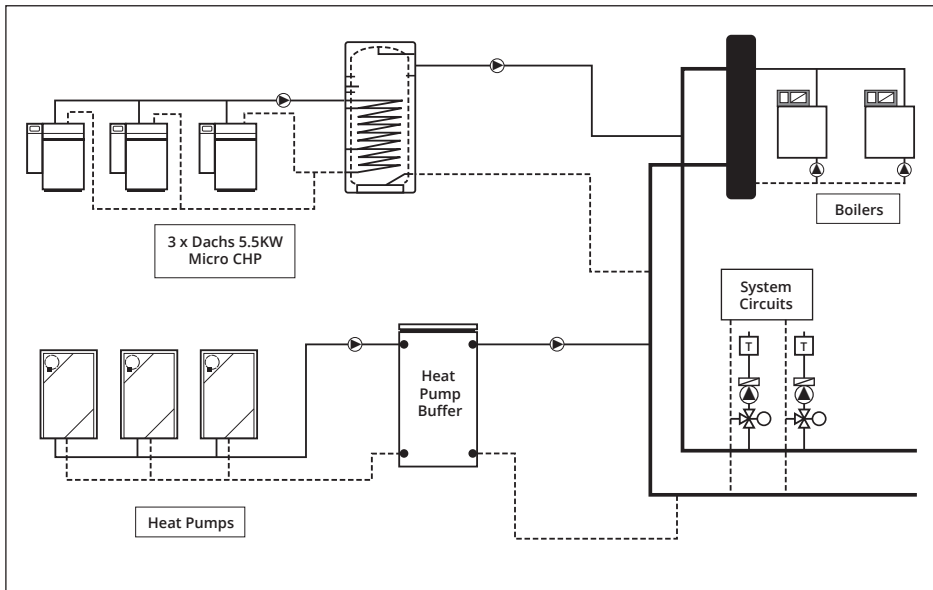 3 x Dachs 5.5KW
Micro CHP
Boilers
System
Circuits
T
T
Heat
Pump
Buffer
Heat Pumps